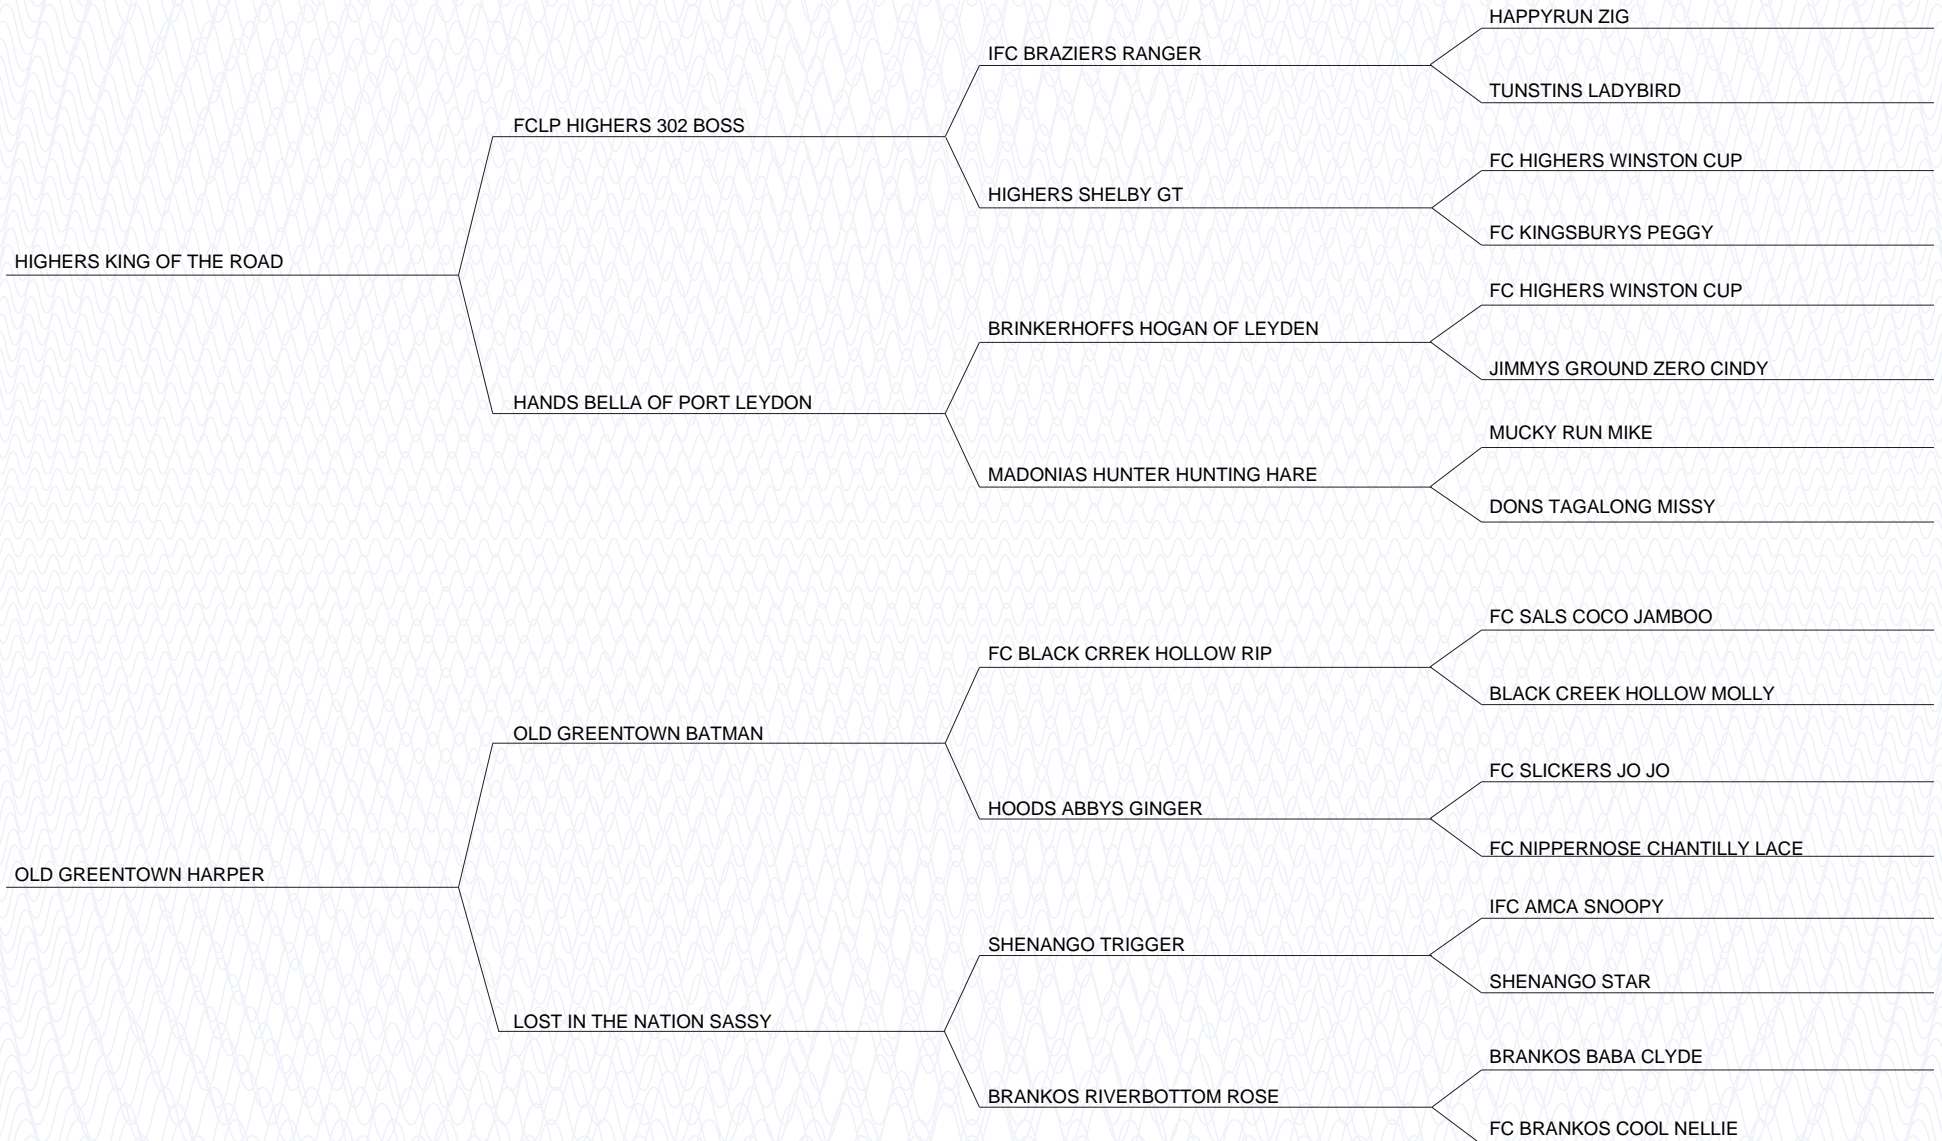 HAPPYRUN ZIG
IFC BRAZIERS RANGER
TUNSTINS LADYBIRD
FCLP HIGHERS 302 BOSS
FC HIGHERS WINSTON CUP
HIGHERS SHELBY GT
FC KINGSBURYS PEGGY
HIGHERS KING OF THE ROAD
FC HIGHERS WINSTON CUP
BRINKERHOFFS HOGAN OF LEYDEN
JIMMYS GROUND ZERO CINDY
HANDS BELLA OF PORT LEYDON
MUCKY RUN MIKE
MADONIAS HUNTER HUNTING HARE
DONS TAGALONG MISSY
FC SALS COCO JAMBOO
FC BLACK CRREK HOLLOW RIP
BLACK CREEK HOLLOW MOLLY
OLD GREENTOWN BATMAN
FC SLICKERS JO JO
HOODS ABBYS GINGER
FC NIPPERNOSE CHANTILLY LACE
OLD GREENTOWN HARPER
IFC AMCA SNOOPY
SHENANGO TRIGGER
SHENANGO STAR
LOST IN THE NATION SASSY
BRANKOS BABA CLYDE
BRANKOS RIVERBOTTOM ROSE
FC BRANKOS COOL NELLIE